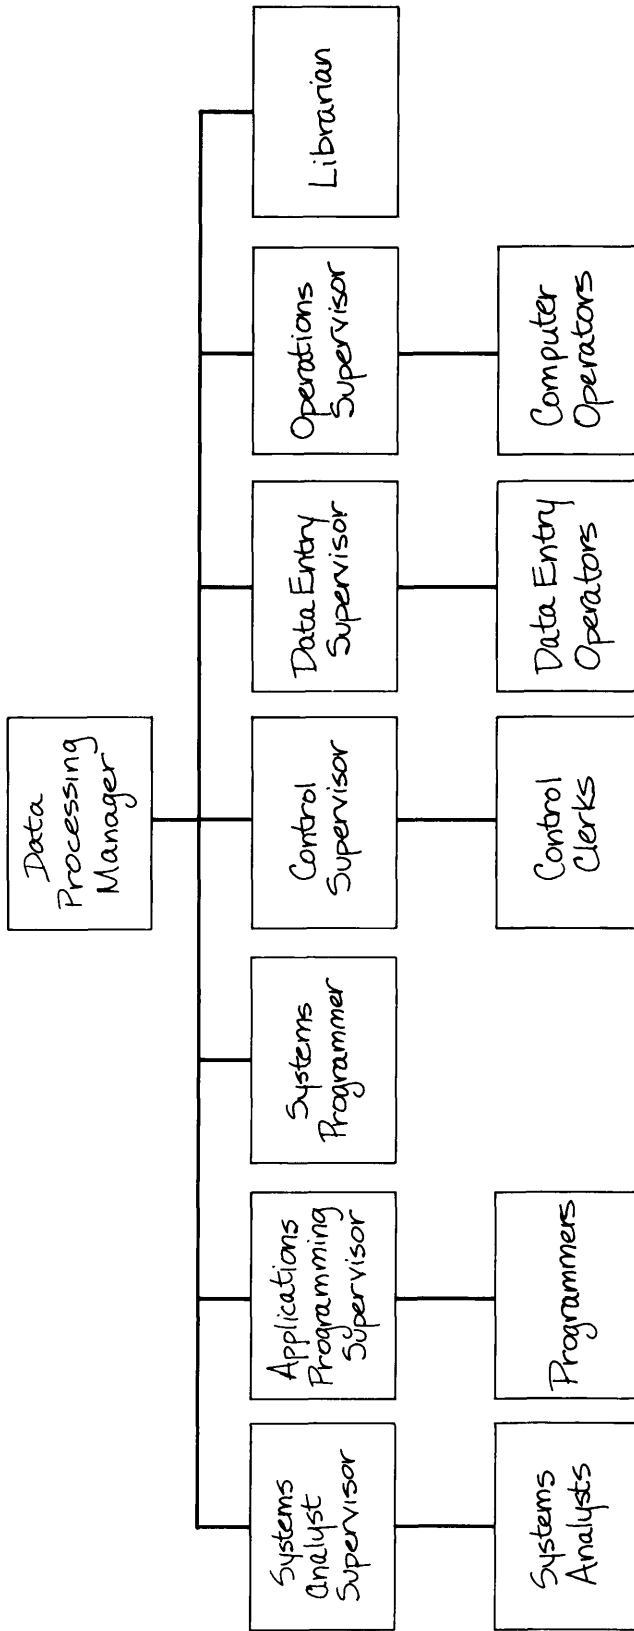 Data
Processing
Manager
Systems
analyst
Supervisor
Applications
Programming
Supervisor
Systems
Programmer
Control
Supervisor
Data Entry
Supervisor
Operations
Supervisor
Librarian
Systems
Analysts
Programmers
Control
Clerks
Data Entry
Operators
Computer
Operators